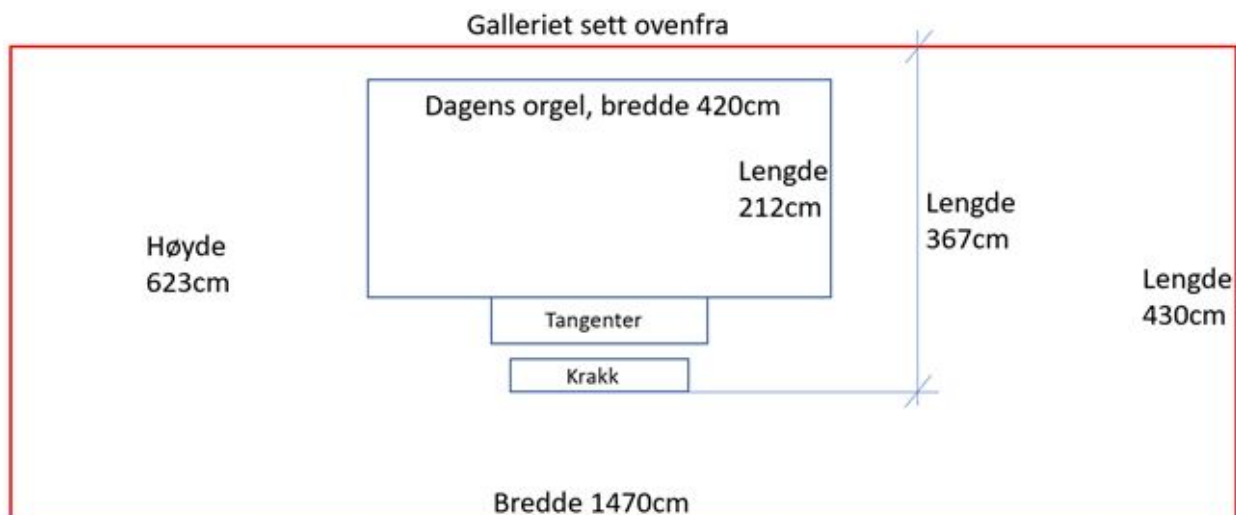 Galleriet sett ovenfra
Dagens orgel, bredde 420cm
Lengde
212cm
Lengde
367cm
Høyde
623cm
Lengde
430cm
Tangenter
Krakk
Bredde 1470cm